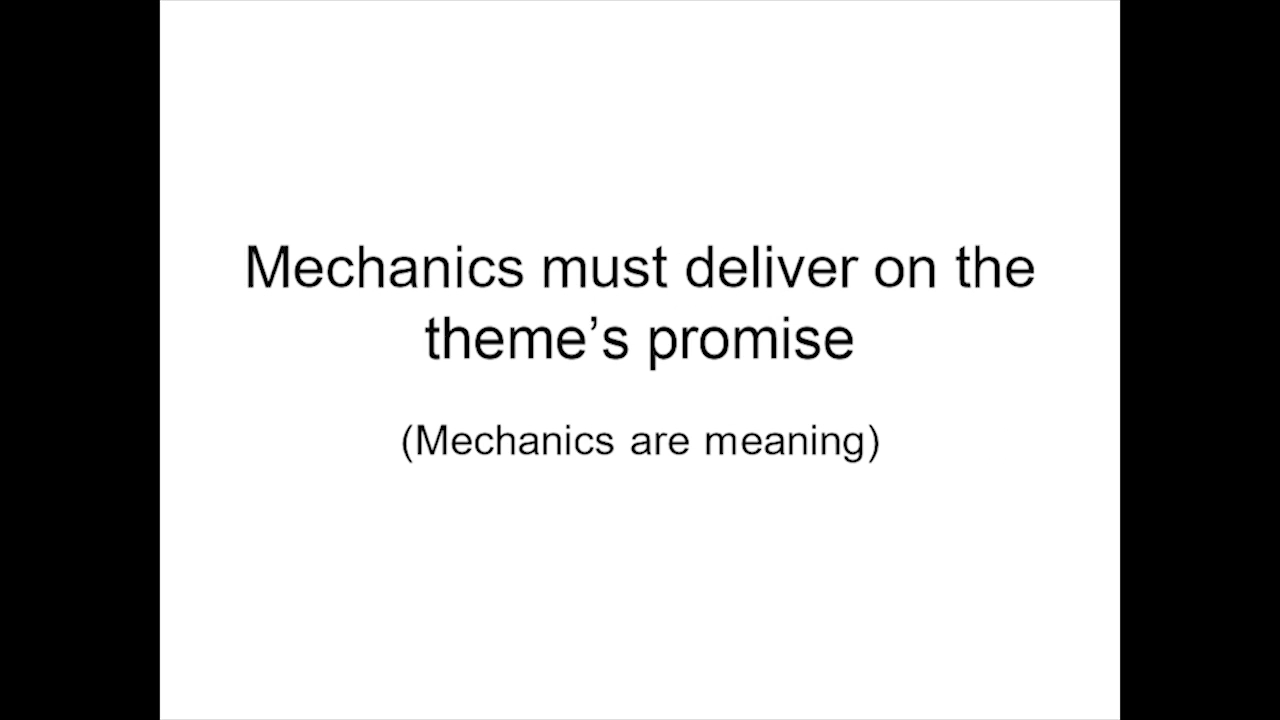 Mechanics must deliver on the
theme’s promise
(Mechanics are meaning)